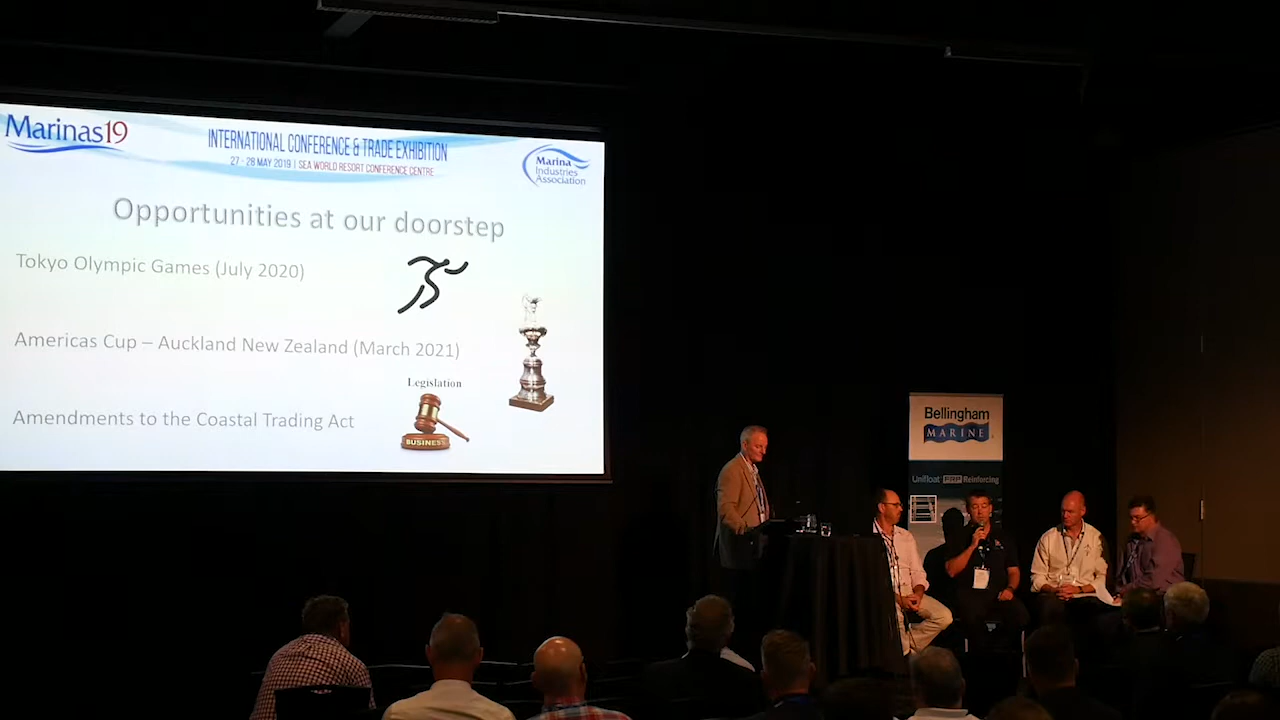 Marinas19
INTERNATIONAL CONFERENCE & TRADE EXHIBITION
27 - 28 MAY 2019 | SEA WORLD RESORT CONFERENCE CENTRE
Marina
Industries
Association
Opportunities at our doorstep
Tokyo Olympic Games (July 2020)
Americas Cup – Auckland New Zealand (March 2021)
Legislation
Amendments to the Coastal Trading Act
BUSINESS
Bellingham
MARINE
Unifloat FRP Reinforcing